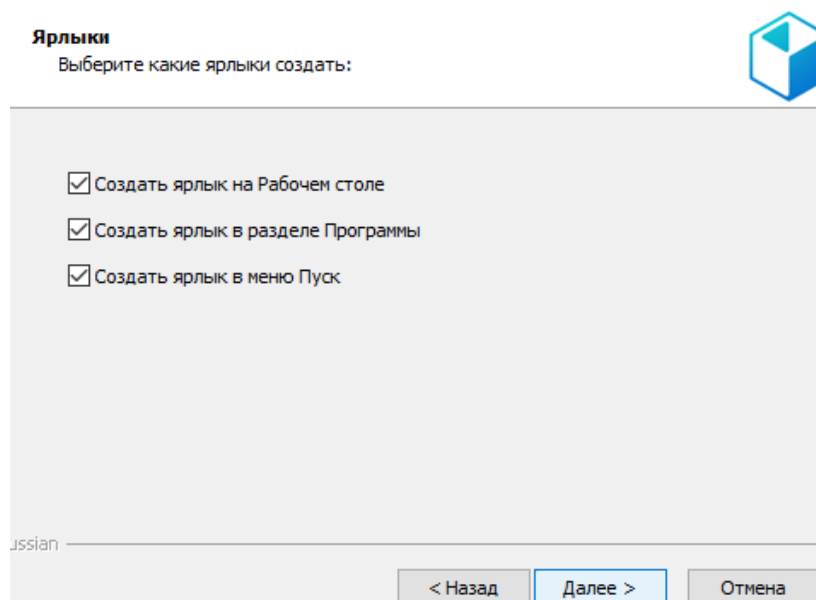 Ярлыки
Выберите какие ярлыки создать:
Создать ярлык на Рабочем столе
Создать ярлык в разделе Программы
Создать ярлык в меню Пуск
ussian
< Назад Далее > Отмена